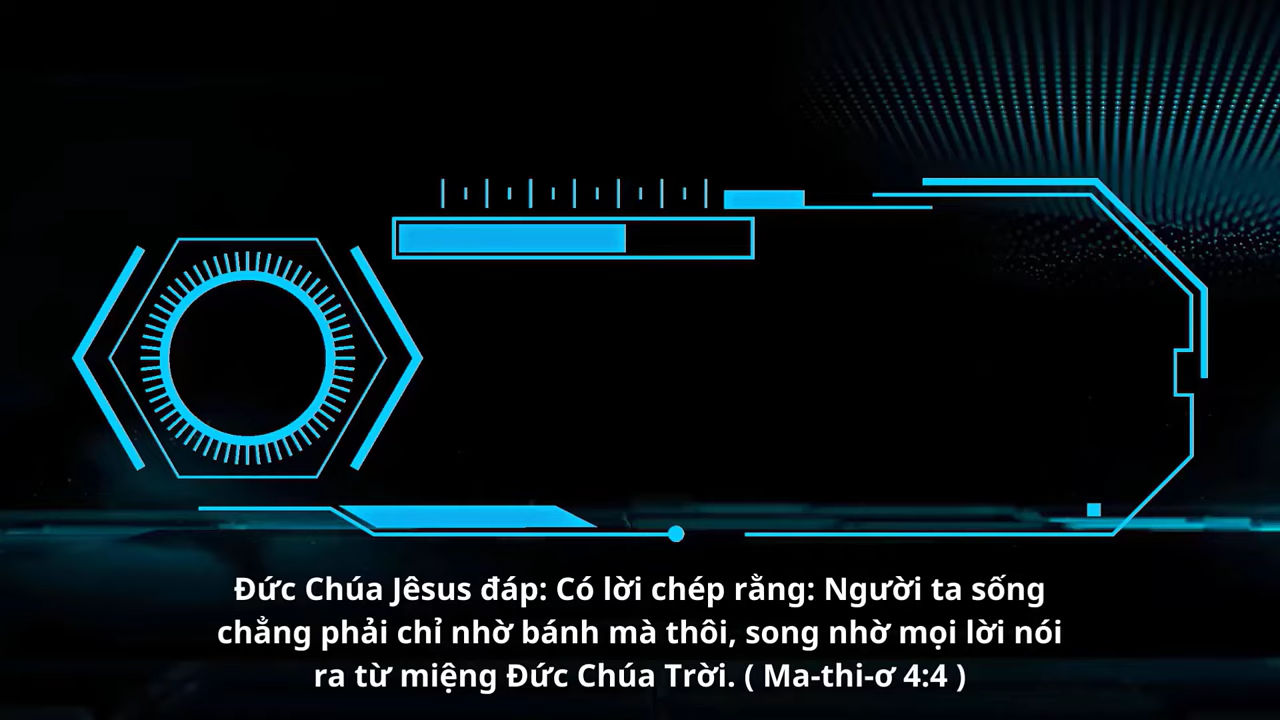 Đức Chúa Jêsus đáp: Có lời chép rằng: Người ta sống
chẳng phải chỉ nhờ bánh mà thôi, song nhờ mọi lời nói
ra từ miệng Đức Chúa Trời. ( Ma-thi-ơ 4:4 )